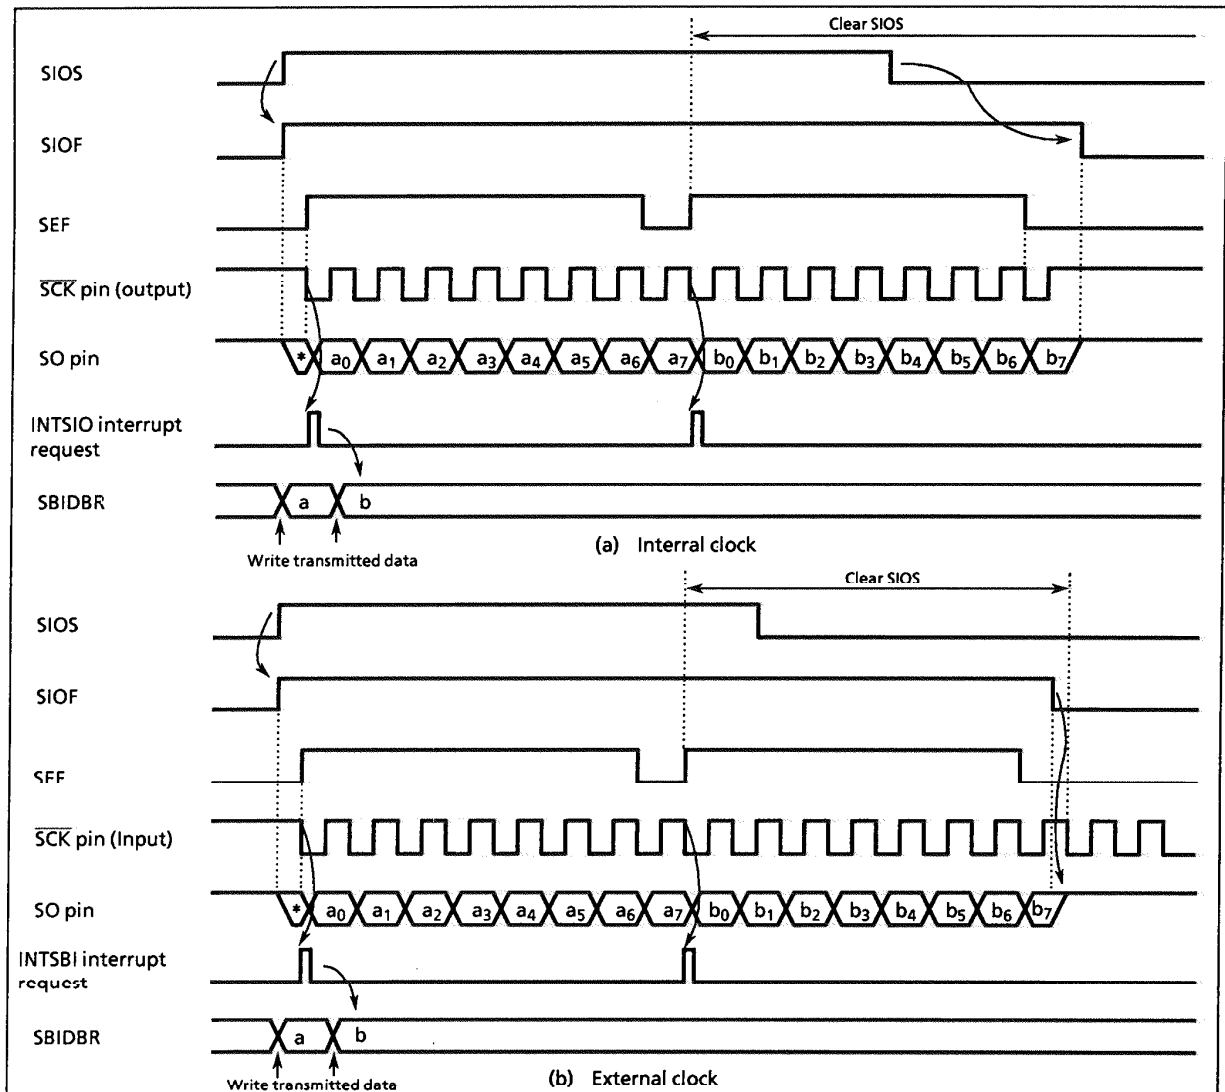 Clear SIOS
SIOS
SIOF
SEF
SCK pin (output)
SO pin
* a0 a1 a2 a3 a4 a5 a6 a7 b0 b1 b2 b3 b4 b5 b6 b7
INTSIO interrupt
request
SBIDBR
a b
Write transmitted data
(a) Interral clock
Clear SIOS
SIOS
SIOF
SEF
SCK pin (Input)
SO pin
* a0 a1 a2 a3 a4 a5 a6 a7 b0 b1 b2 b3 b4 b5 b6 b7
INTSBI interrupt
request
SBIDBR
a b
Write transmitted data
(b) External clock